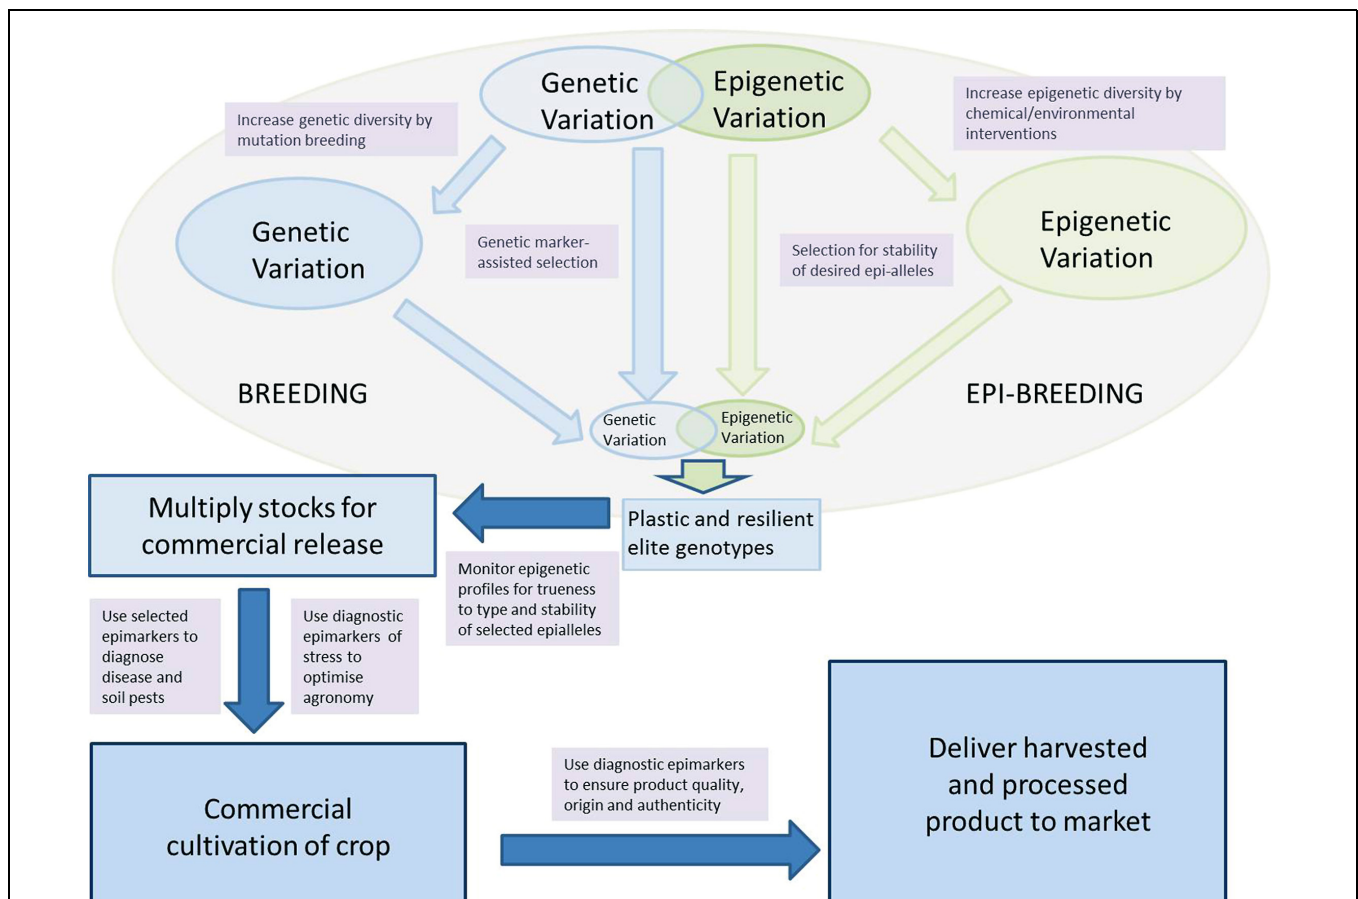 Genetic
Variation
Epigenetic
Variation
Increase genetic diversity by
mutation breeding
Increase epigenetic diversity by
chemical/environmental
interventions
Genetic
Variation
Genetic marker-
assisted selection
Selection for stability
of desired epi-alleles
Epigenetic
Variation
BREEDING
EPI-BREEDING
Genetic
Variation
Epigenetic
Variation
Multiply stocks for
commercial release
Plastic and resilient
elite genotypes
Monitor epigenetic
profiles for trueness
to type and stability
of selected epialleles
Use selected
epimarkers to
diagnose
disease and
soil pests
Use diagnostic
epimarkers of
stress to
optimise
agronomy
Commercial
cultivation of crop
Use diagnostic epimarkers
to ensure product quality,
origin and authenticity
Deliver harvested
and processed
product to market